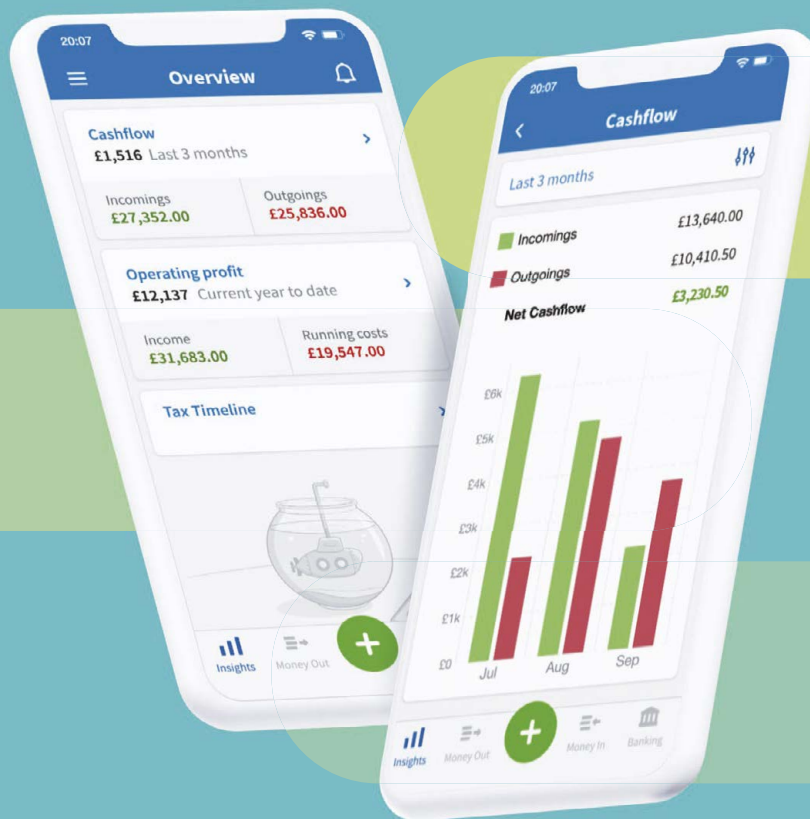 20:07
Overview
Cashflow
£1,516 Last 3 months
Incomings Outgoings
£27,352.00 £25,836.00
Operating profit
£12,137 Current year to date
Income Running costs
£31,683.00 £19,547.00
Tax Timeline
Insights Money Out
20:07
Cashflow
Last 3 months
Incomings £13,640.00
Outgoings £10,410.50
Net Cashflow £3,230.50
£6k
£5k
£4k
£3k
£2k
£1k
£0
Jul Aug Sep
Insights Money Out Money In Banking